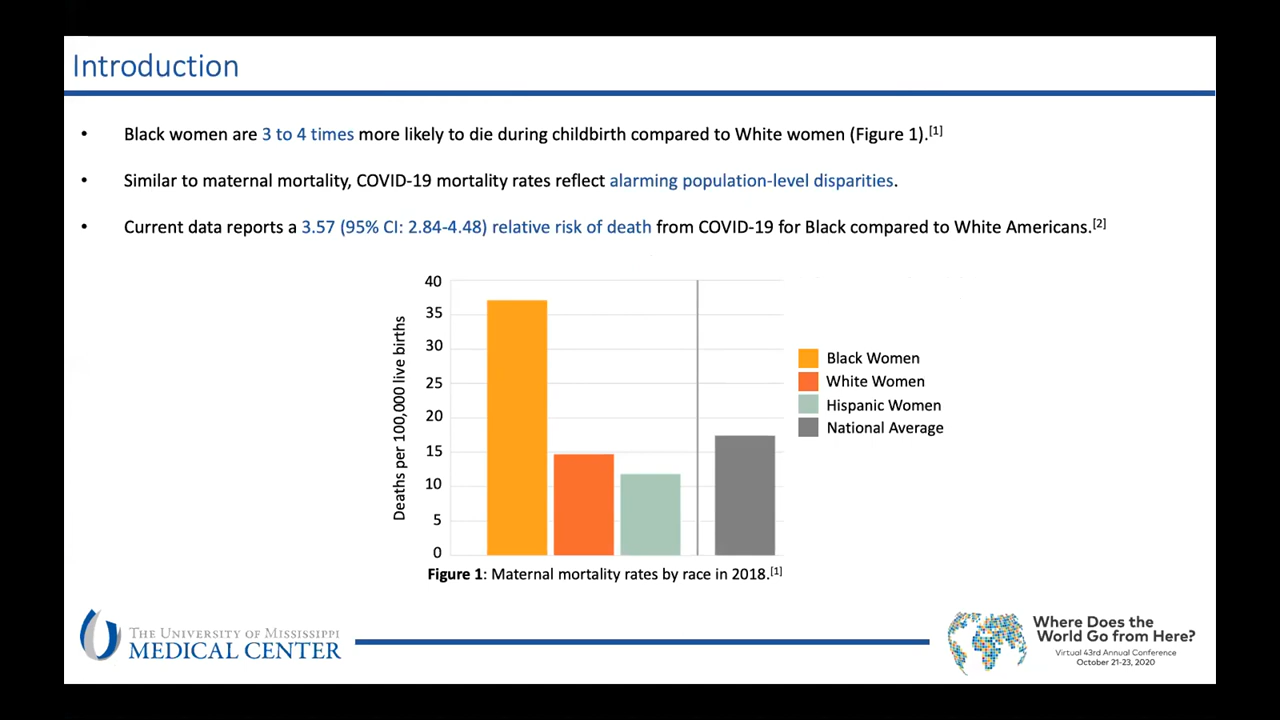 Introduction
• Black women are 3 to 4 times more likely to die during childbirth compared to White women (Figure 1).[1]
• Similar to maternal mortality, COVID-19 mortality rates reflect alarming population-level disparities.
• Current data reports a 3.57 (95% CI: 2.84-4.48) relative risk of death from COVID-19 for Black compared to White Americans.[2]
Deaths per 100,000 live births
40
35
30
25
20
15
10
5
0
Black Women
White Women
Hispanic Women
National Average
Figure 1: Maternal mortality rates by race in 2018.[1]
THE UNIVERSITY OF MISSISSIPPI
MEDICAL CENTER
Where Does the
World Go from Here?
Virtual 43rd Annual Conference
October 21-23, 2020